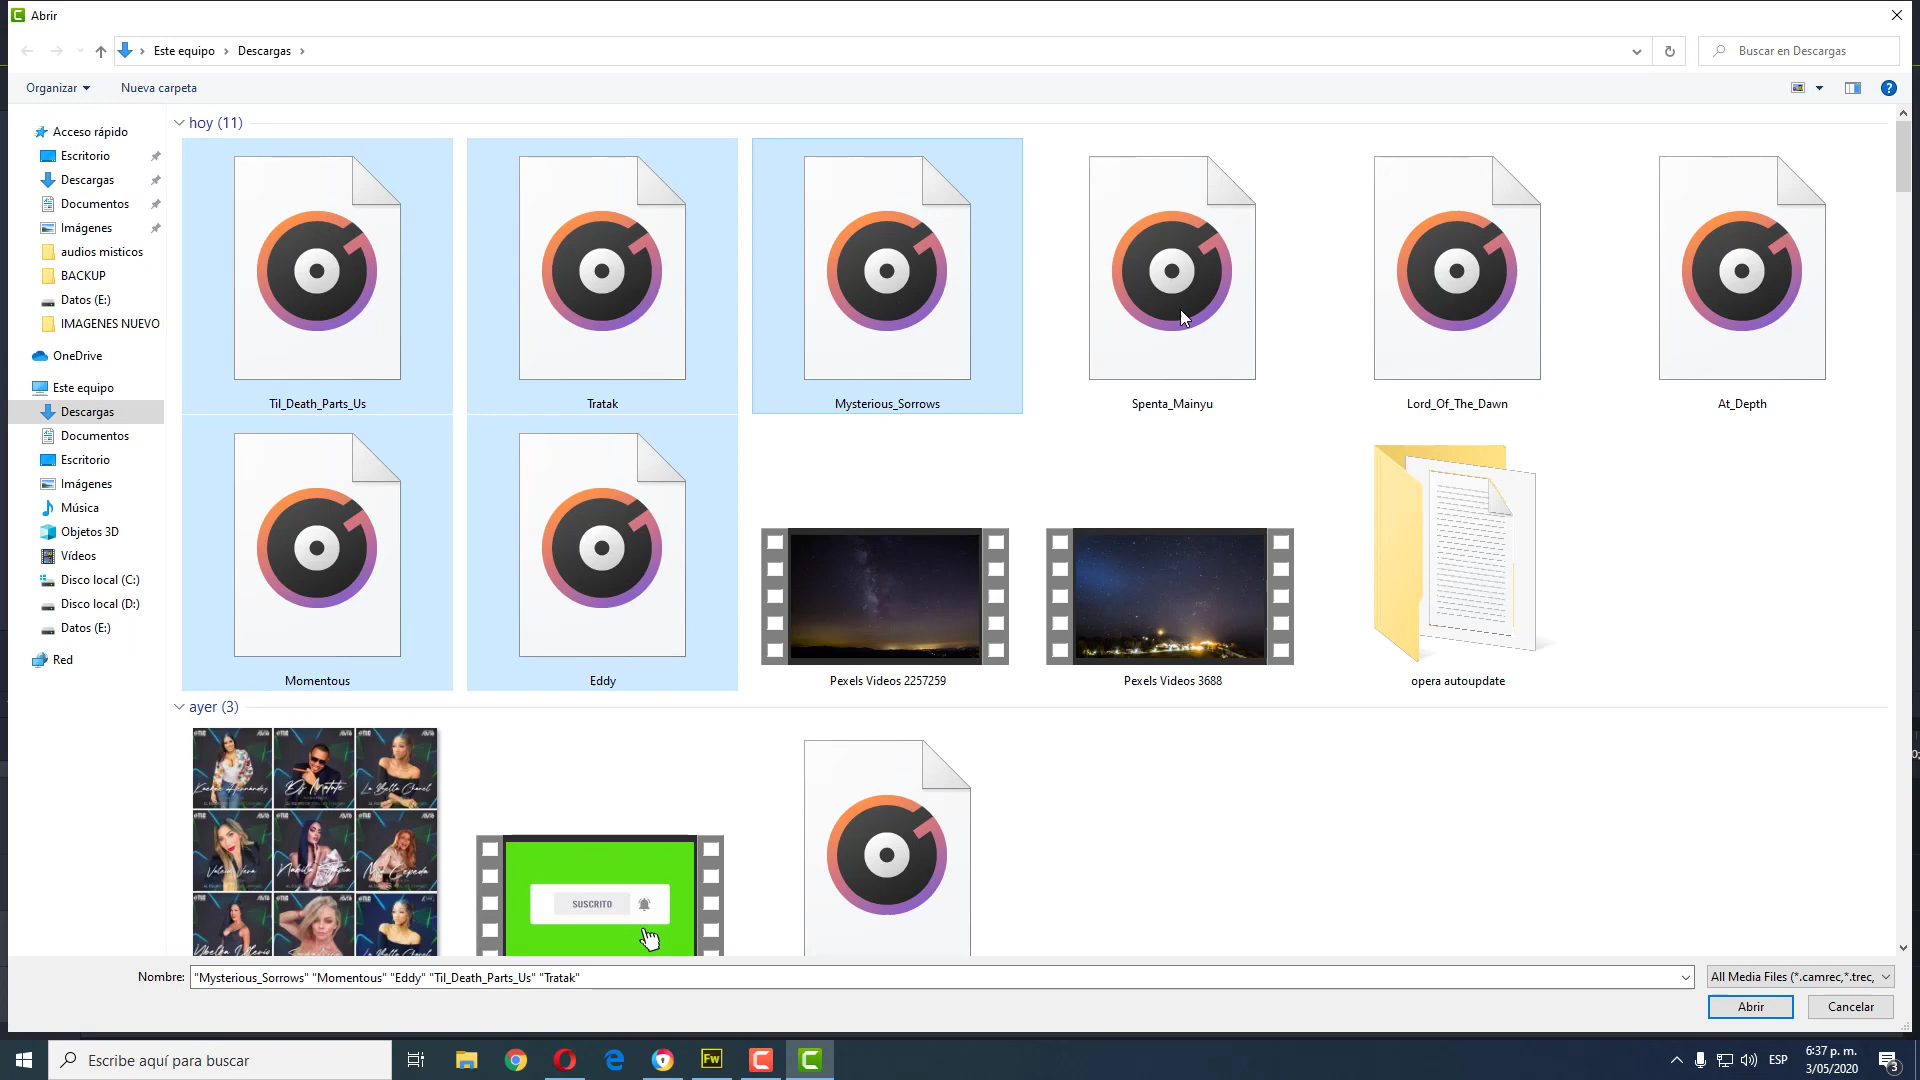 Abrir
Este equipo > Descargas >
Buscar en Descargas
Organizar
Nueva carpeta
Acceso rápido
Escritorio
Descargas
Documentos
Imágenes
audios misticos
BACKUP
Datos (E:)
IMAGENES NUEVO
OneDrive
Este equipo
Descargas
Documentos
Escritorio
Imágenes
Música
Objetos 3D
Vídeos
Disco local (C:)
Disco local (D:)
Datos (E:)
Red
hoy (11)
Til_Death_Parts_Us
Tratak
Mysterious_Sorrows
Spenta_Mainyu
Lord_Of_The_Dawn
At_Depth
Momentous
Eddy
Pexels Videos 2257259
Pexels Videos 3688
opera autoupdate
ayer (3)
SUSCRITO
Nombre:
"Mysterious_Sorrows" "Momentous" "Eddy" "Til_Death_Parts_Us" "Tratak"
All Media Files (*.camrec,*.trec,
Abrir
Cancelar
Escribe aquí para buscar
Fw
ESP
6:37 p. m.
3/05/2020
3